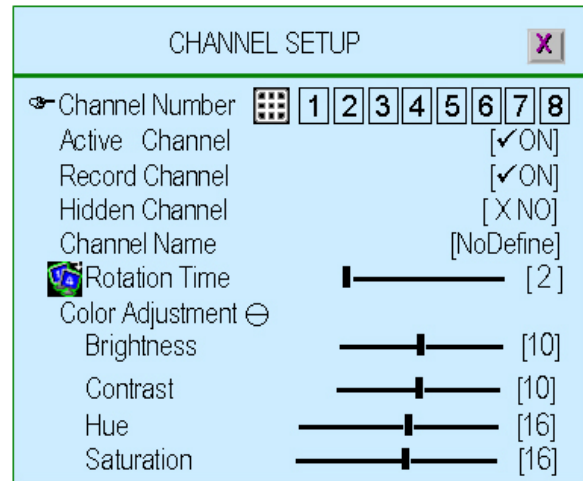 CHANNEL SETUP X
Channel Number 1 2 3 4 5 6 7 8
Active Channel [✓ON]
Record Channel [✓ON]
Hidden Channel [X NO]
Channel Name [NoDefine]
Rotation Time [2]
Color Adjustment
Brightness [10]
Contrast [10]
Hue [16]
Saturation [16]